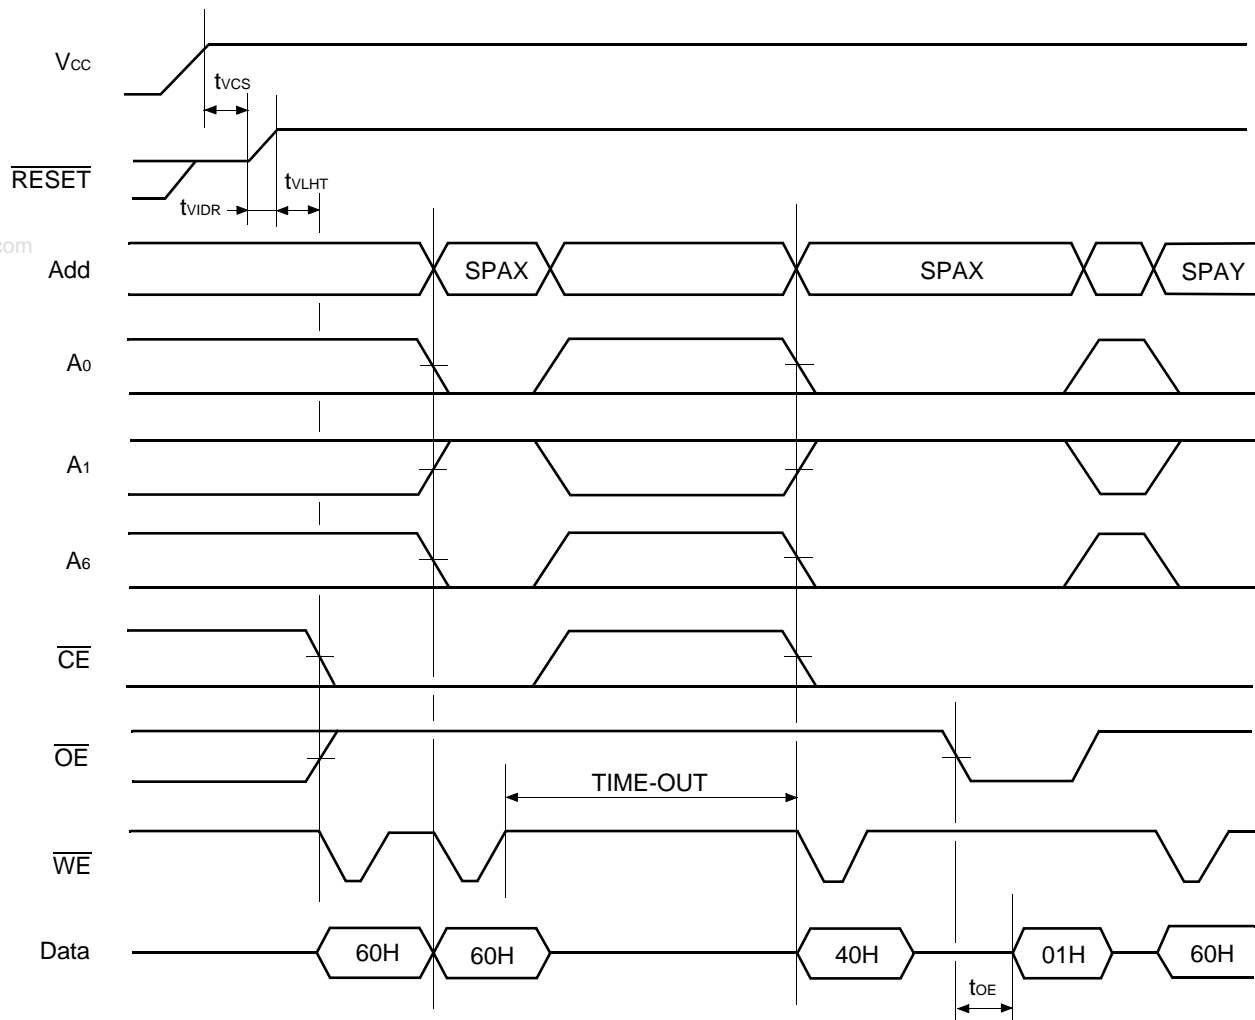 VCC
tVCS
RESET
tVLHT
tVIDR
com
Add
SPAX
SPAX
SPAY
A0
A1
A6
CE
OE
TIME-OUT
WE
Data
60H
60H
40H
01H
60H
tOE